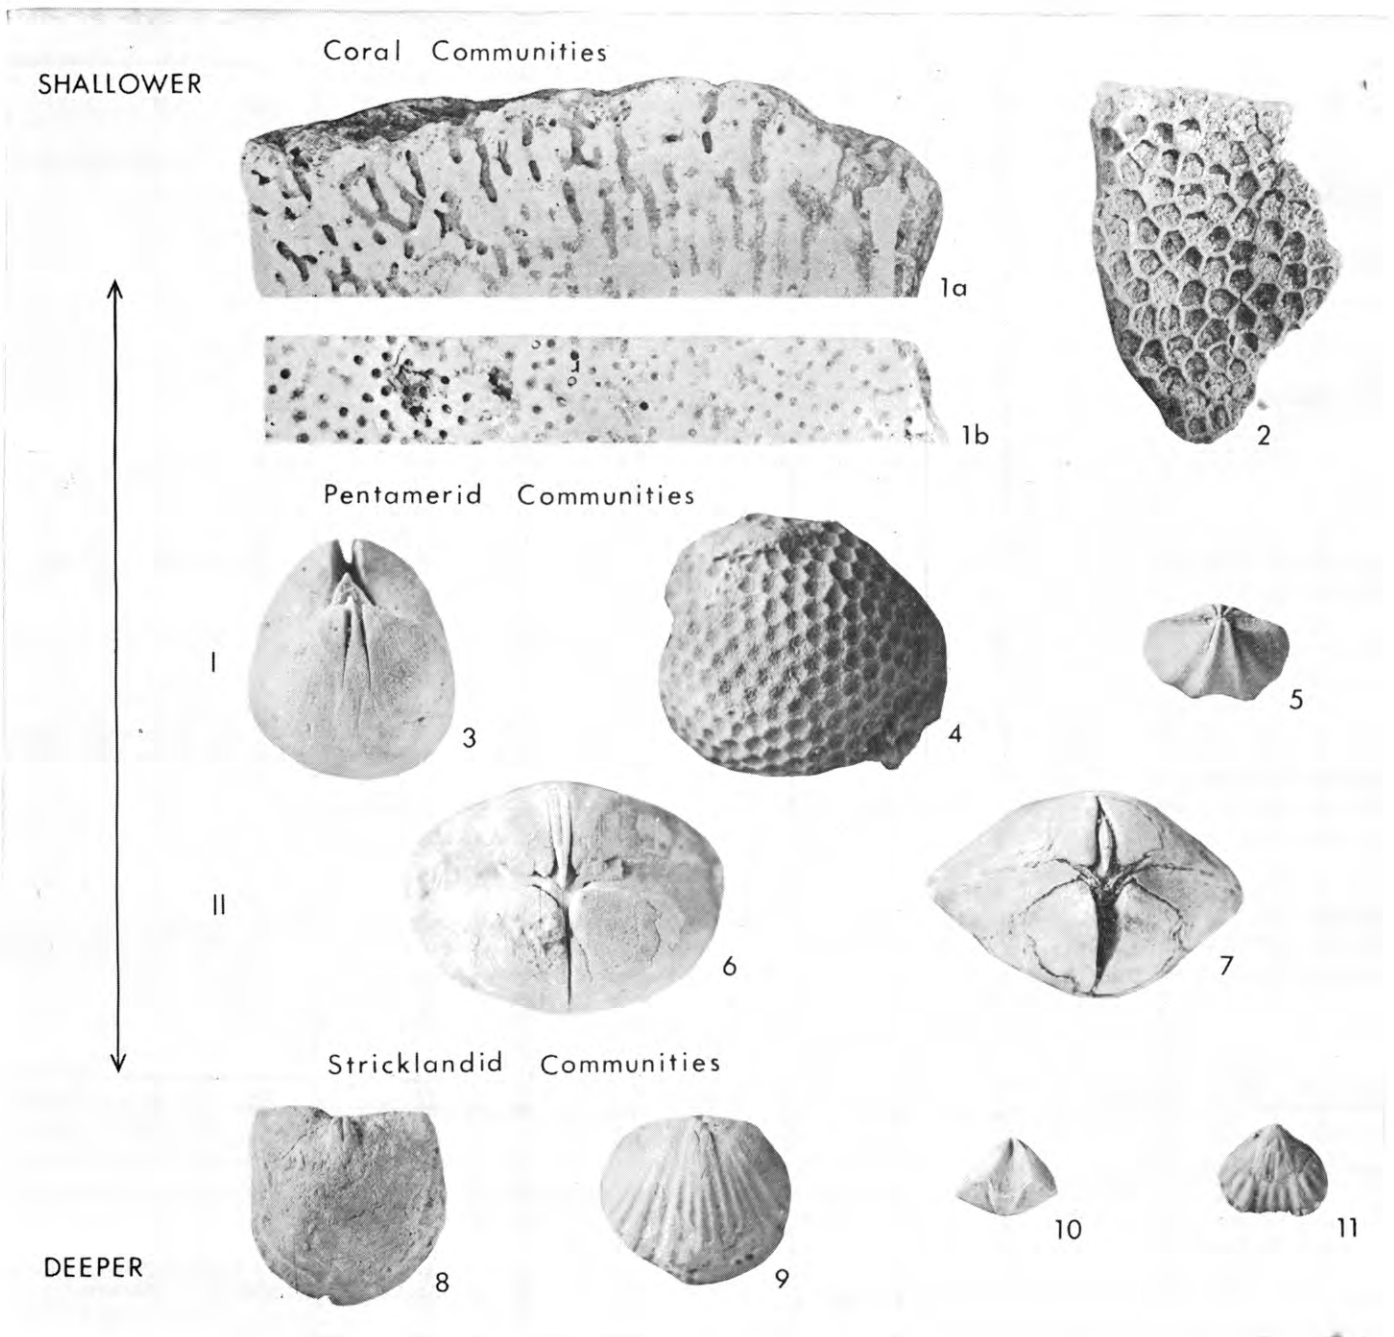 Coral Communities
SHALLOWER
1a
1b
2
Pentamerid Communities
I
3
4
5
II
6
7
Stricklandid Communities
8
9
10
11
DEEPER